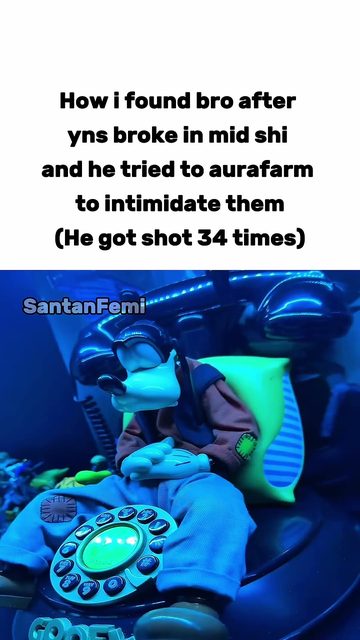 How i found bro after
yns broke in mid shi
and he tried to aurafarm
to intimidate them
(He got shot 34 times)
SantanFemi
GOOFY